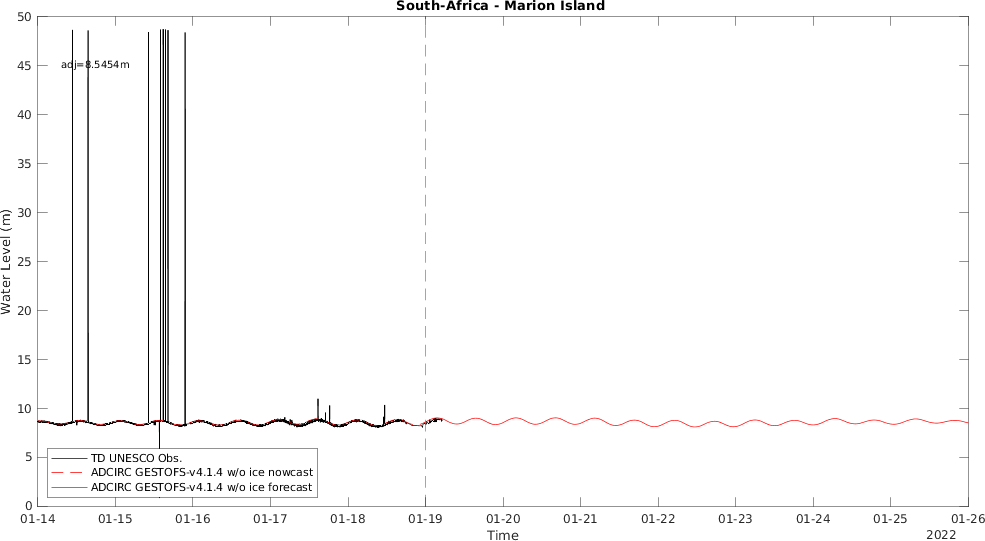 South-Africa - Marion Island
50
45
40
35
30
25
20
15
10
5
0
Water Level (m)
adj=8.5454m
TD UNESCO Obs.
ADCIRC GESTOFS-v4.1.4 w/o ice nowcast
ADCIRC GESTOFS-v4.1.4 w/o ice forecast
01-14 01-15 01-16 01-17 01-18 01-19 01-20 01-21 01-22 01-23 01-24 01-25 01-26
Time
2022